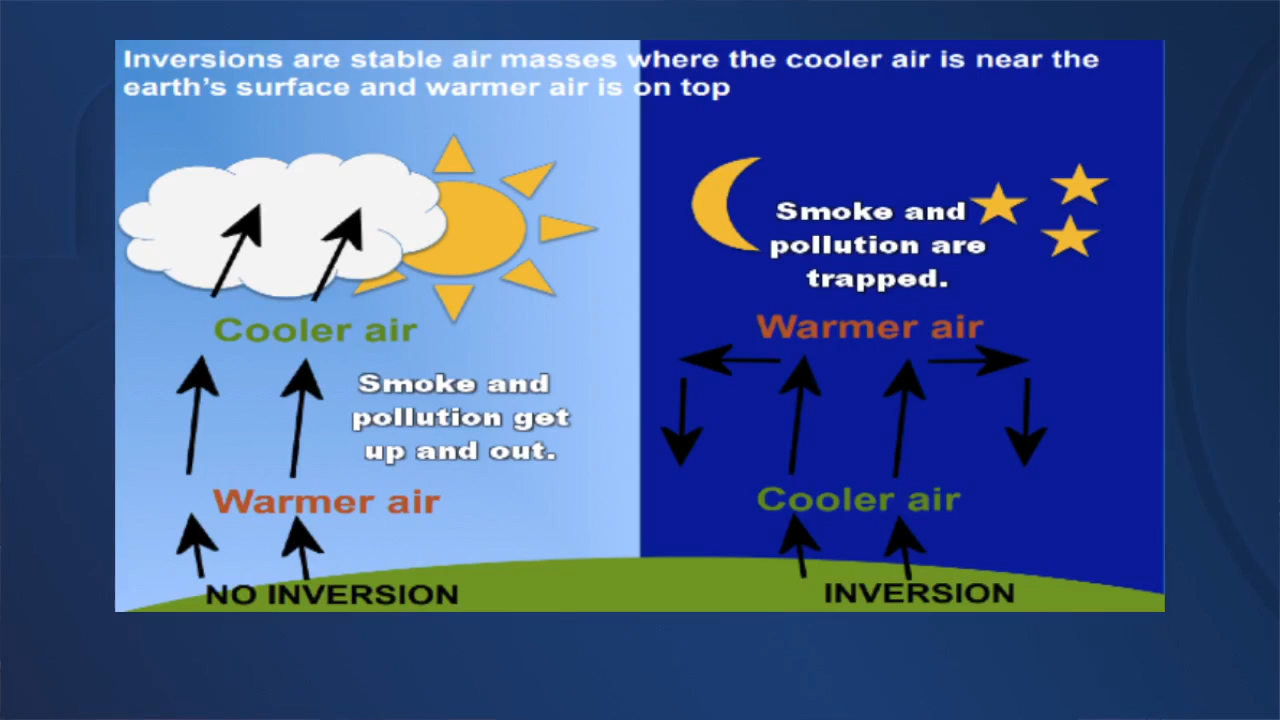 Inversions are stable air masses where the cooler air is near the
earth's surface and warmer air is on top
Cooler air
Smoke and
pollution get
up and out.
Warmer air
NO INVERSION
Smoke and
pollution are
trapped.
Warmer air
Cooler air
INVERSION